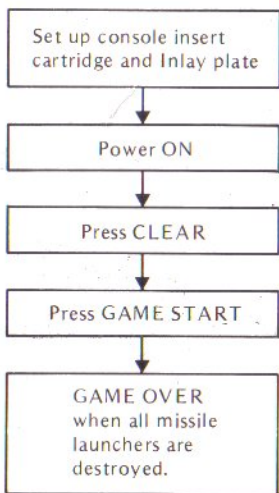 Set up console insert
cartridge and Inlay plate
Power ON
Press CLEAR
Press GAME START
GAME OVER
when all missile
launchers are
destroyed.